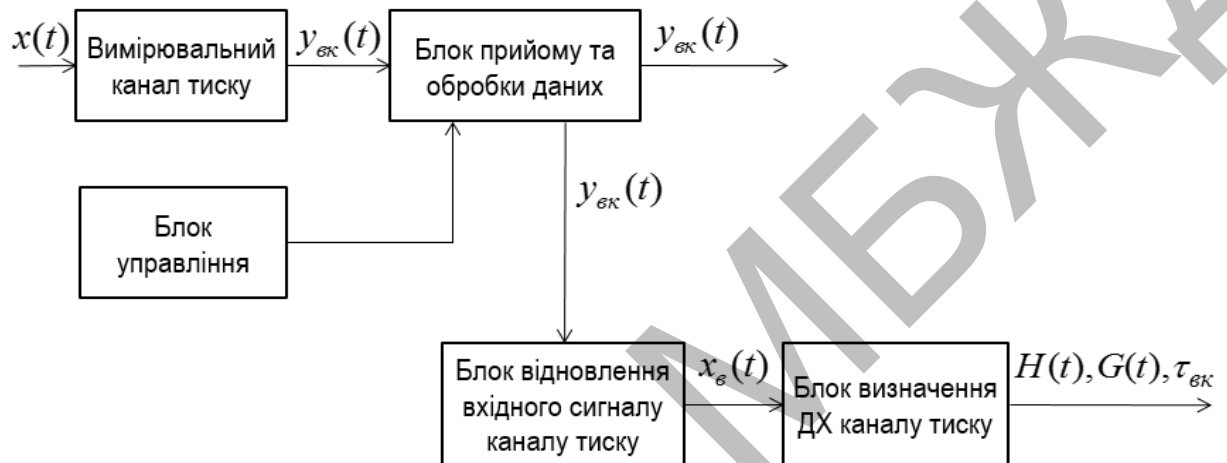 x(t)
Вимірювальний
канал тиску
y_вк(t)
Блок прийому та
обробки даних
y_вк(t)
Блок
управління
y_вк(t)
Блок відновлення
вхідного сигналу
каналу тиску
x_в(t)
Блок визначення
ДХ каналу тиску
H(t), G(t), τ_вк
МБЖД